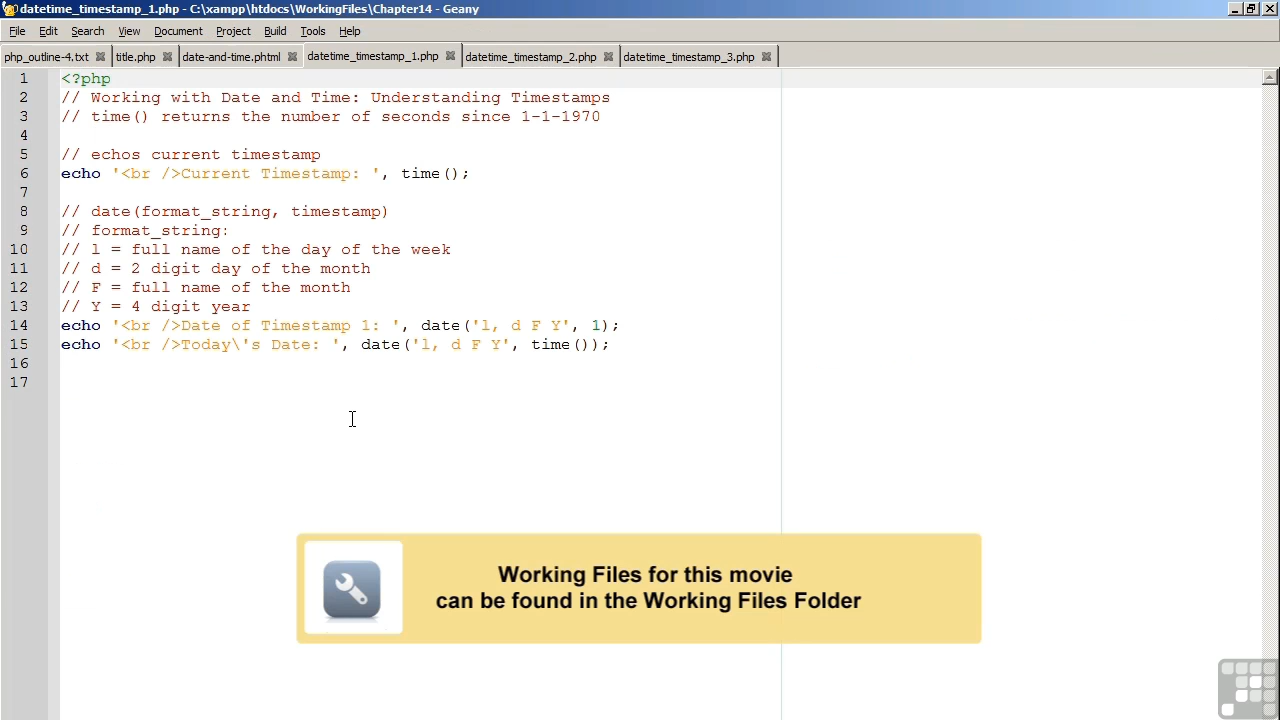 datetime_timestamp_1.php - C:\xampp\htdocs\WorkingFiles\Chapter14 - Geany
File Edit Search View Document Project Build Tools Help
php_outline-4.txt title.php date-and-time.phtml datetime_timestamp_1.php datetime_timestamp_2.php datetime_timestamp_3.php
1 <?php
2 // Working with Date and Time: Understanding Timestamps
3 // time() returns the number of seconds since 1-1-1970
4
5 // echos current timestamp
6 echo '<br />Current Timestamp: ', time();
7
8 // date(format_string, timestamp)
9 // format_string:
10 // l = full name of the day of the week
11 // d = 2 digit day of the month
12 // F = full name of the month
13 // Y = 4 digit year
14 echo '<br />Date of Timestamp 1: ', date('l, d F Y', 1);
15 echo '<br />Today\'s Date: ', date('l, d F Y', time());
16
17
Working Files for this movie
can be found in the Working Files Folder